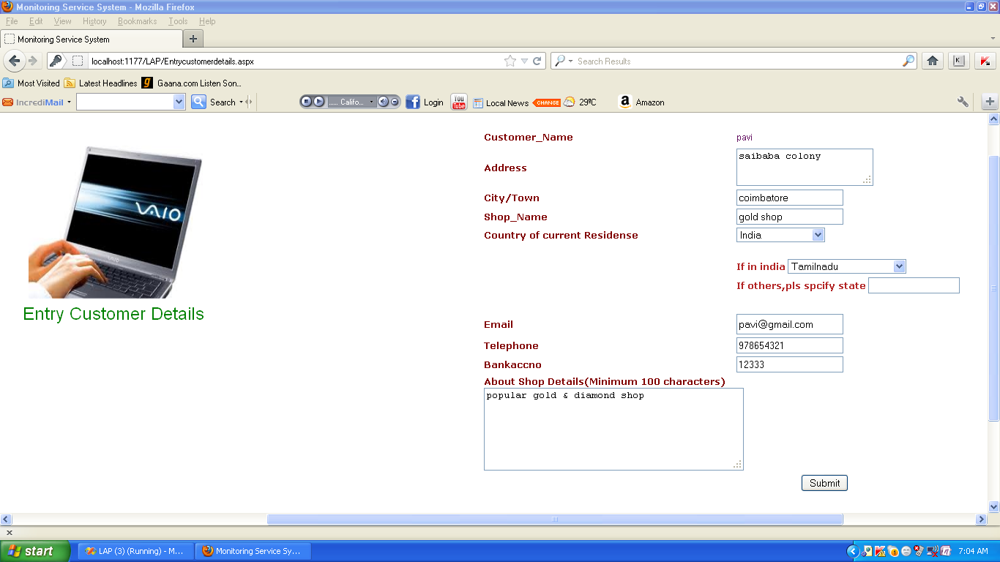 Monitoring Service System - Mozilla Firefox
File Edit View History Bookmarks Tools Help
Monitoring Service System
localhost:1177/LAP/Entrycustomerdetails.aspx
Search Results
Most Visited Latest Headlines Gaana.com Listen Son...
IncrediMail Search ..... Califo... Login You Tube Local News CHANGE 29ºC a Amazon
Customer_Name pavi
Address saibaba colony
City/Town coimbatore
Shop_Name gold shop
Country of current Residense India
If in india Tamilnadu
If others,pls spcify state
VAIO
VAIO
Entry Customer Details
Email pavi@gmail.com
Telephone 978654321
Bankaccno 12333
About Shop Details(Minimum 100 characters)
popular gold & diamond shop
Submit
start LAP (3) (Running) - M... Monitoring Service Sy... 7:04 AM